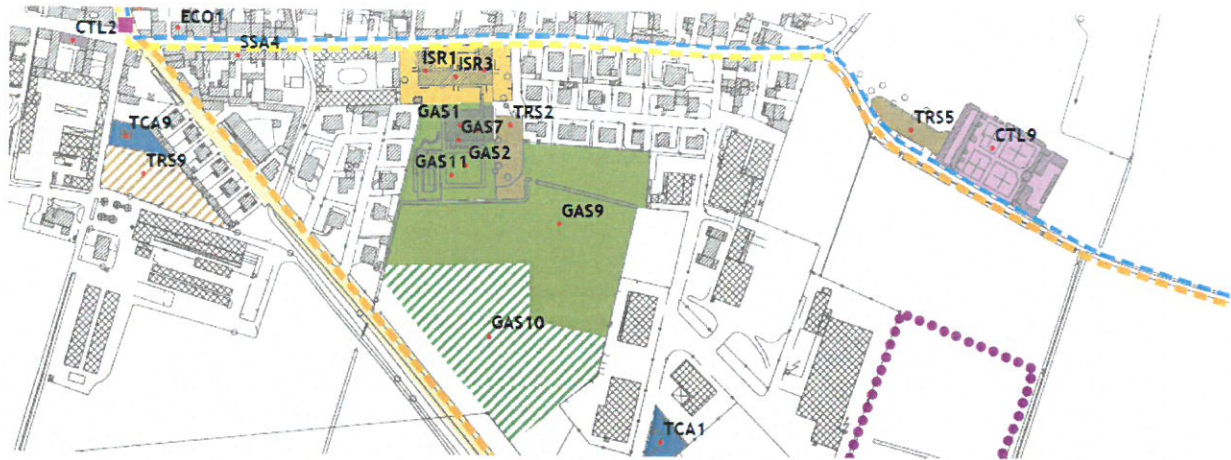 ECO1
CTL2
SSA4
ISR1
ISR3
GAS1
TRS2
TRS5
TCA9
GAS7
CTL9
GAS2
TRS9
GAS11
GAS9
GAS10
TCA1